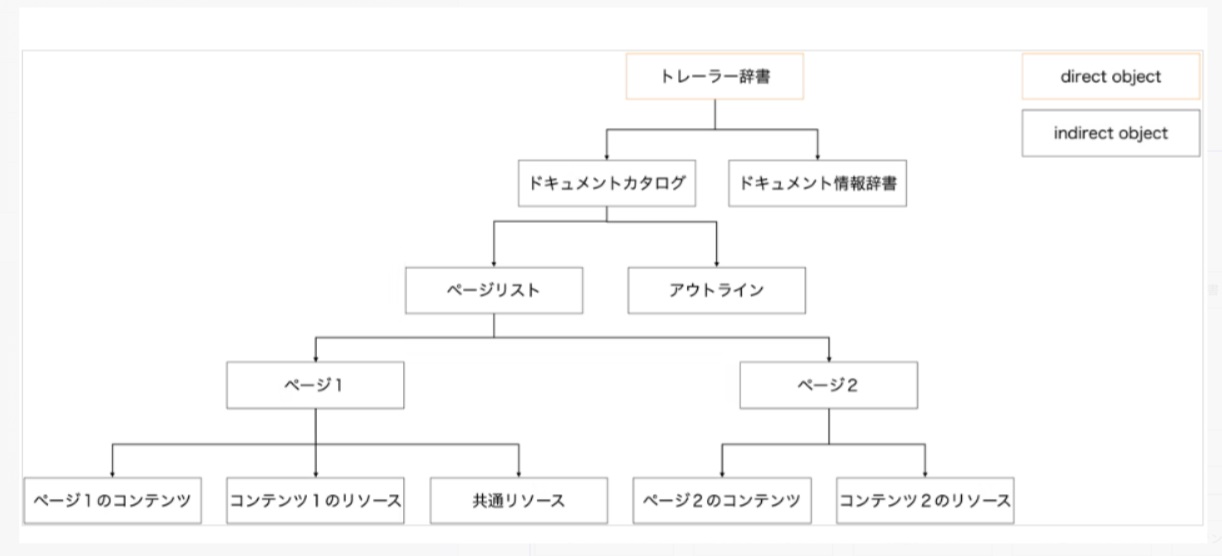 トレーラー辞書
direct object
indirect object
ドキュメントカタログ
ドキュメント情報辞書
ページリスト
アウトライン
ページ1
ページ2
ページ1のコンテンツ
コンテンツ1のリソース
共通リソース
ページ2のコンテンツ
コンテンツ2のリソース